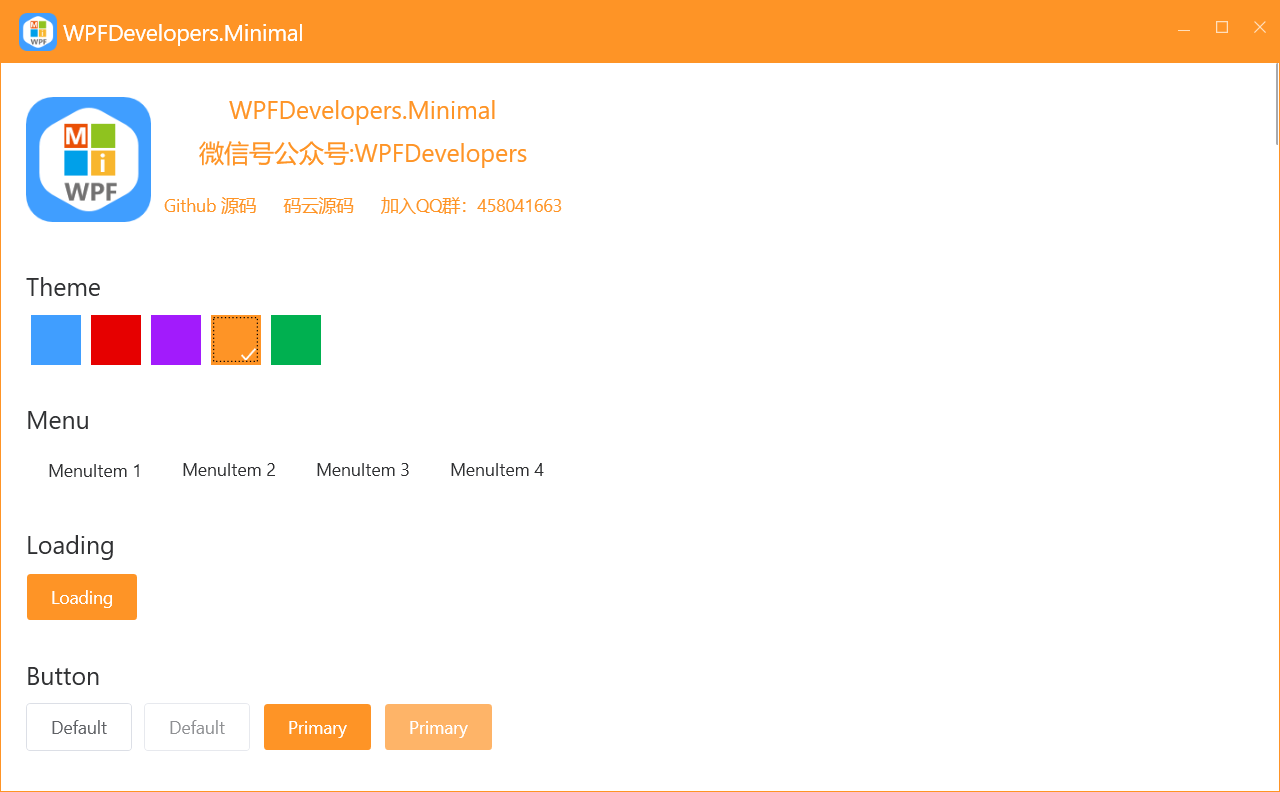 WPFDevelopers.Minimal
WPFDevelopers.Minimal
微信号公众号:WPFDevelopers
Mi
WPF
Github 源码 码云源码 加入QQ群：458041663
Theme
Menu
MenuItem 1 MenuItem 2 MenuItem 3 MenuItem 4
Loading
Loading
Button
Default Default Primary Primary